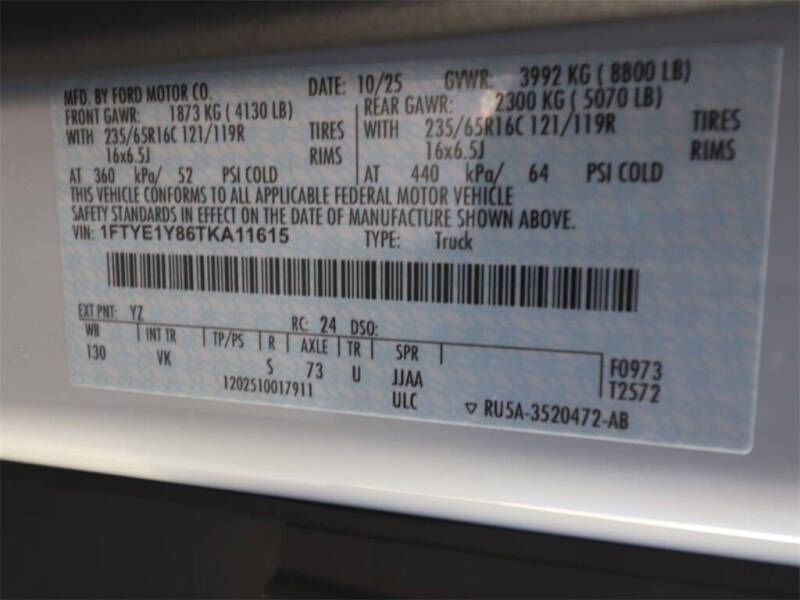 MFD. BY FORD MOTOR CO. DATE: 10/25 GVWR: 3992 KG ( 8800 LB)
FRONT GAWR: 1873 KG ( 4130 LB) REAR GAWR: 2300 KG ( 5070 LB)
WITH 235/65R16C 121/119R TIRES WITH 235/65R16C 121/119R TIRES
16x6.5J RIMS 16x6.5J RIMS
AT 360 kPa/ 52 PSI COLD AT 440 kPa/ 64 PSI COLD
THIS VEHICLE CONFORMS TO ALL APPLICABLE FEDERAL MOTOR VEHICLE
SAFETY STANDARDS IN EFFECT ON THE DATE OF MANUFACTURE SHOWN ABOVE.
VIN: 1FTYE1Y86TKA11615 TYPE: Truck
EXT PNT: YZ RC: 24 DSO:
WB INT TR TP/PS R AXLE TR SPR F0973
130 VK S 73 U JJAA T2572
1202510017911 ULC ▽ RU5A-3520472-AB